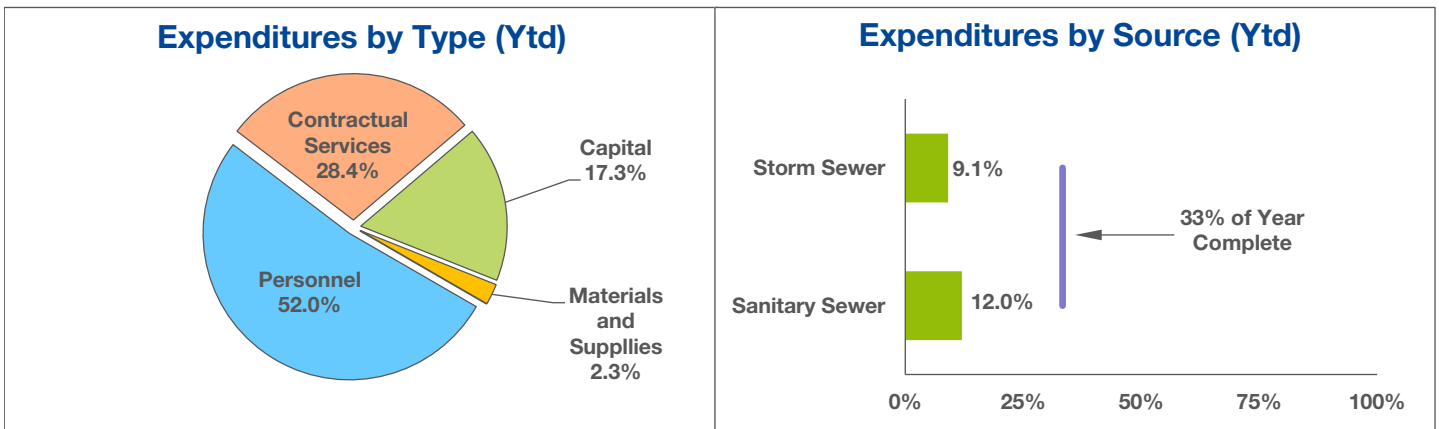 Expenditures by Type (Ytd)
Contractual
Services
28.4%
Capital
17.3%
Personnel
52.0%
Materials
and
Suppllies
2.3%
Expenditures by Source (Ytd)
Storm Sewer
9.1%
33% of Year
Complete
Sanitary Sewer
12.0%
0% 25% 50% 75% 100%